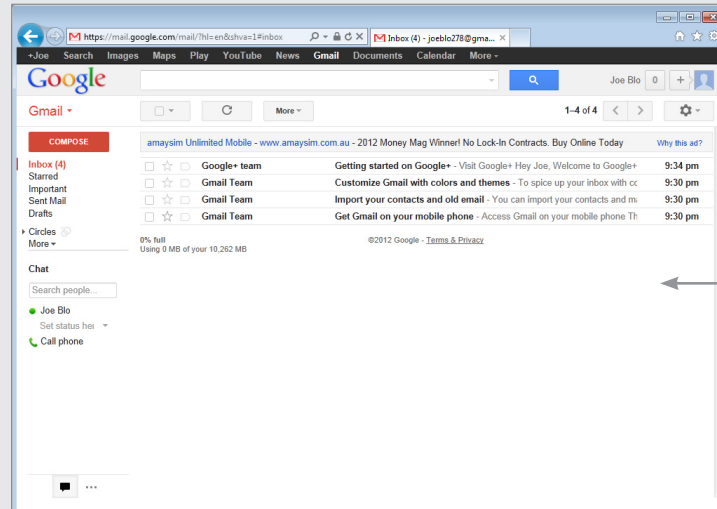 https://mail.google.com/mail/?hl=en&shva=1#inbox
Inbox (4) - joeblo278@gma...
+Joe Search Images Maps Play YouTube News Gmail Documents Calendar More
Google
Joe Blo 0 +
Gmail
More
1–4 of 4
COMPOSE
amaysim Unlimited Mobile - www.amaysim.com.au - 2012 Money Mag Winner! No Lock-In Contracts. Buy Online Today Why this ad?
Inbox (4)
Starred
Important
Sent Mail
Drafts
Circles
More
Google+ team Getting started on Google+ - Visit Google+ Hey Joe, Welcome to Google+ 9:34 pm
Gmail Team Customize Gmail with colors and themes - To spice up your inbox with cc 9:30 pm
Gmail Team Import your contacts and old email - You can import your contacts and m 9:30 pm
Gmail Team Get Gmail on your mobile phone - Access Gmail on your mobile phone Th 9:30 pm
0% full
Using 0 MB of your 10,262 MB
©2012 Google - Terms & Privacy
Chat
Search people...
Joe Blo
Set status her
Call phone